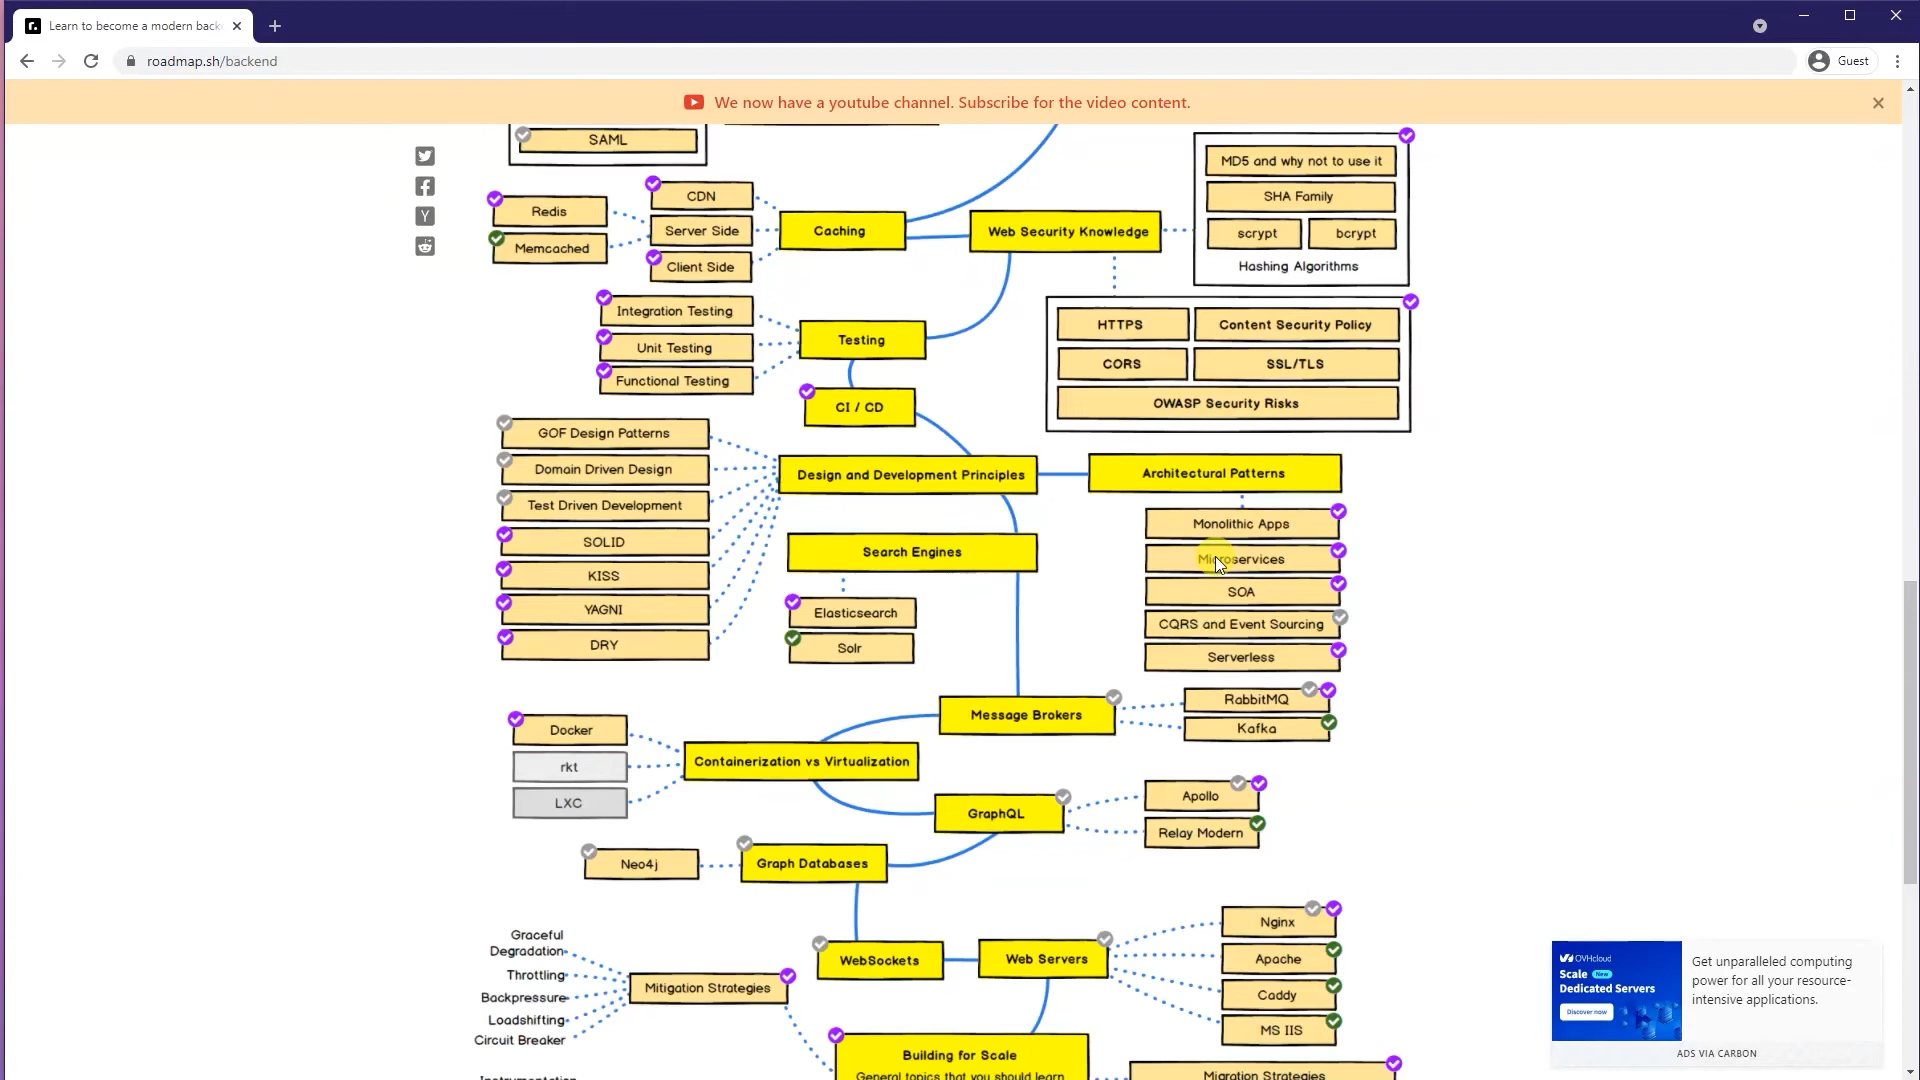 Learn to become a modern back
roadmap.sh/backend
Guest
We now have a youtube channel. Subscribe for the video content.
SAML
CDN
Redis
Server Side
Memcached
Client Side
Caching
Web Security Knowledge
MD5 and why not to use it
SHA Family
scrypt
bcrypt
Hashing Algorithms
Integration Testing
Unit Testing
Functional Testing
Testing
HTTPS
Content Security Policy
CORS
SSL/TLS
OWASP Security Risks
CI / CD
GOF Design Patterns
Domain Driven Design
Test Driven Development
SOLID
KISS
YAGNI
DRY
Design and Development Principles
Architectural Patterns
Monolithic Apps
Microservices
SOA
CQRS and Event Sourcing
Serverless
Search Engines
Elasticsearch
Solr
Message Brokers
RabbitMQ
Kafka
Docker
rkt
LXC
Containerization vs Virtualization
GraphQL
Apollo
Relay Modern
Neo4j
Graph Databases
WebSockets
Web Servers
Nginx
Apache
Caddy
MS IIS
Graceful
Degradation
Throttling
Backpressure
Loadshifting
Circuit Breaker
Mitigation Strategies
Building for Scale
General topics that you should learn
Migration Strategies
Instrumentation
OVHcloud
Scale New
Dedicated Servers
Discover now
Get unparalleled computing
power for all your resource-
intensive applications.
ADS VIA CARBON